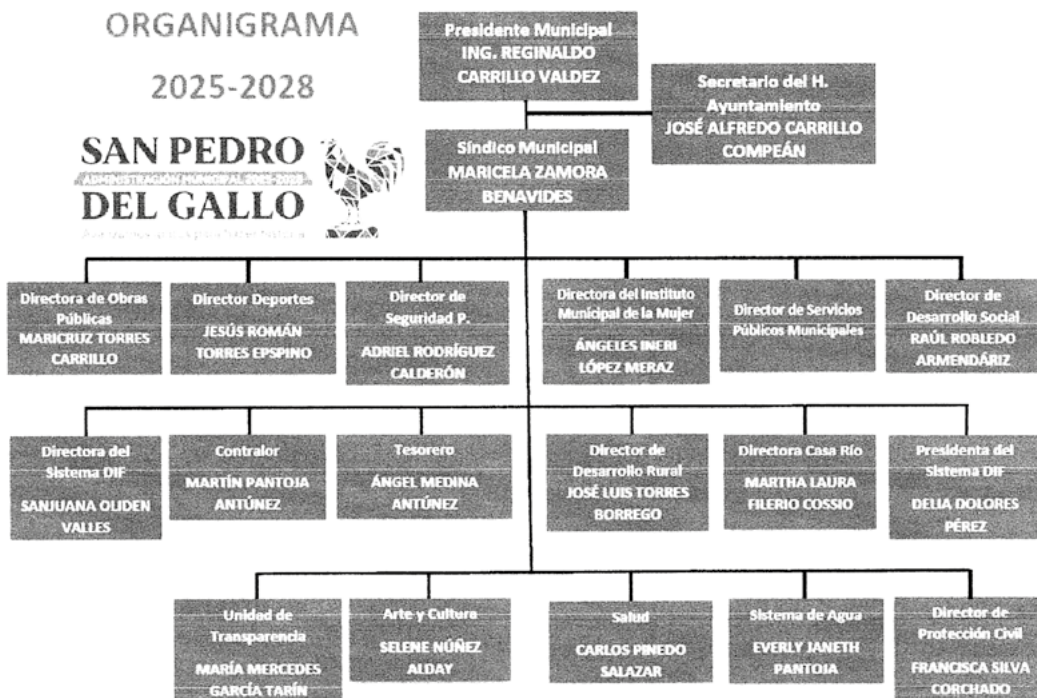 ORGANIGRAMA
2025-2028
SAN PEDRO
ADMINISTRACIÓN MUNICIPAL 2025-2028
DEL GALLO
Presidente Municipal
ING. REGINALDO
CARRILLO VALDEZ
Secretario del H.
Ayuntamiento
JOSÉ ALFREDO CARRILLO
COMPEÁN
Síndico Municipal
MARICELA ZAMORA
BENAVIDES
Directora de Obras
Públicas
MARICRUZ TORRES
CARRILLO
Director Deportes
JESÚS ROMÁN
TORRES EPSPINO
Director de
Seguridad P.
ADRIEL RODRÍGUEZ
CALDERÓN
Directora del Instituto
Municipal de la Mujer
ÁNGELES INERI
LÓPEZ MERAZ
Director de Servicios
Públicos Municipales
Director de
Desarrollo Social
RAÚL ROBLEDO
ARMENDÁRIZ
Directora del
Sistema DIF
SANJUANA OLIDEN
VALLES
Contralor
MARTÍN PANTOJA
ANTÚNEZ
Tesorero
ÁNGEL MEDINA
ANTÚNEZ
Director de
Desarrollo Rural
JOSÉ LUIS TORRES
BORREGO
Directora Casa Río
MARTHA LAURA
FILERIO COSSIO
Presidenta del
Sistema DIF
DELIA DOLORES
PÉREZ
Unidad de
Transparencia
MARÍA MERCEDES
GARCÍA TARÍN
Arte y Cultura
SELENE NÚÑEZ
ALDAY
Salud
CARLOS PINEDO
SALAZAR
Sistema de Agua
EVERLY JANETH
PANTOJA
Director de
Protección Civil
FRANCISCA SILVA
CORCHADO